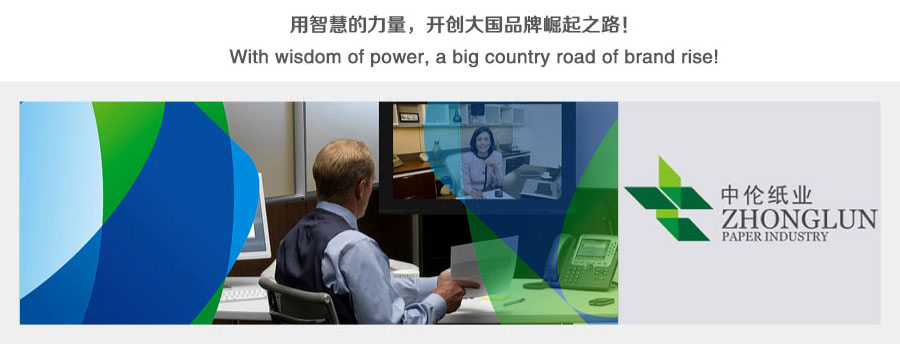 用智慧的力量，开创大国品牌崛起之路！
With wisdom of power, a big country road of brand rise!
中伦纸业
ZHONGLUN
PAPER INDUSTRY